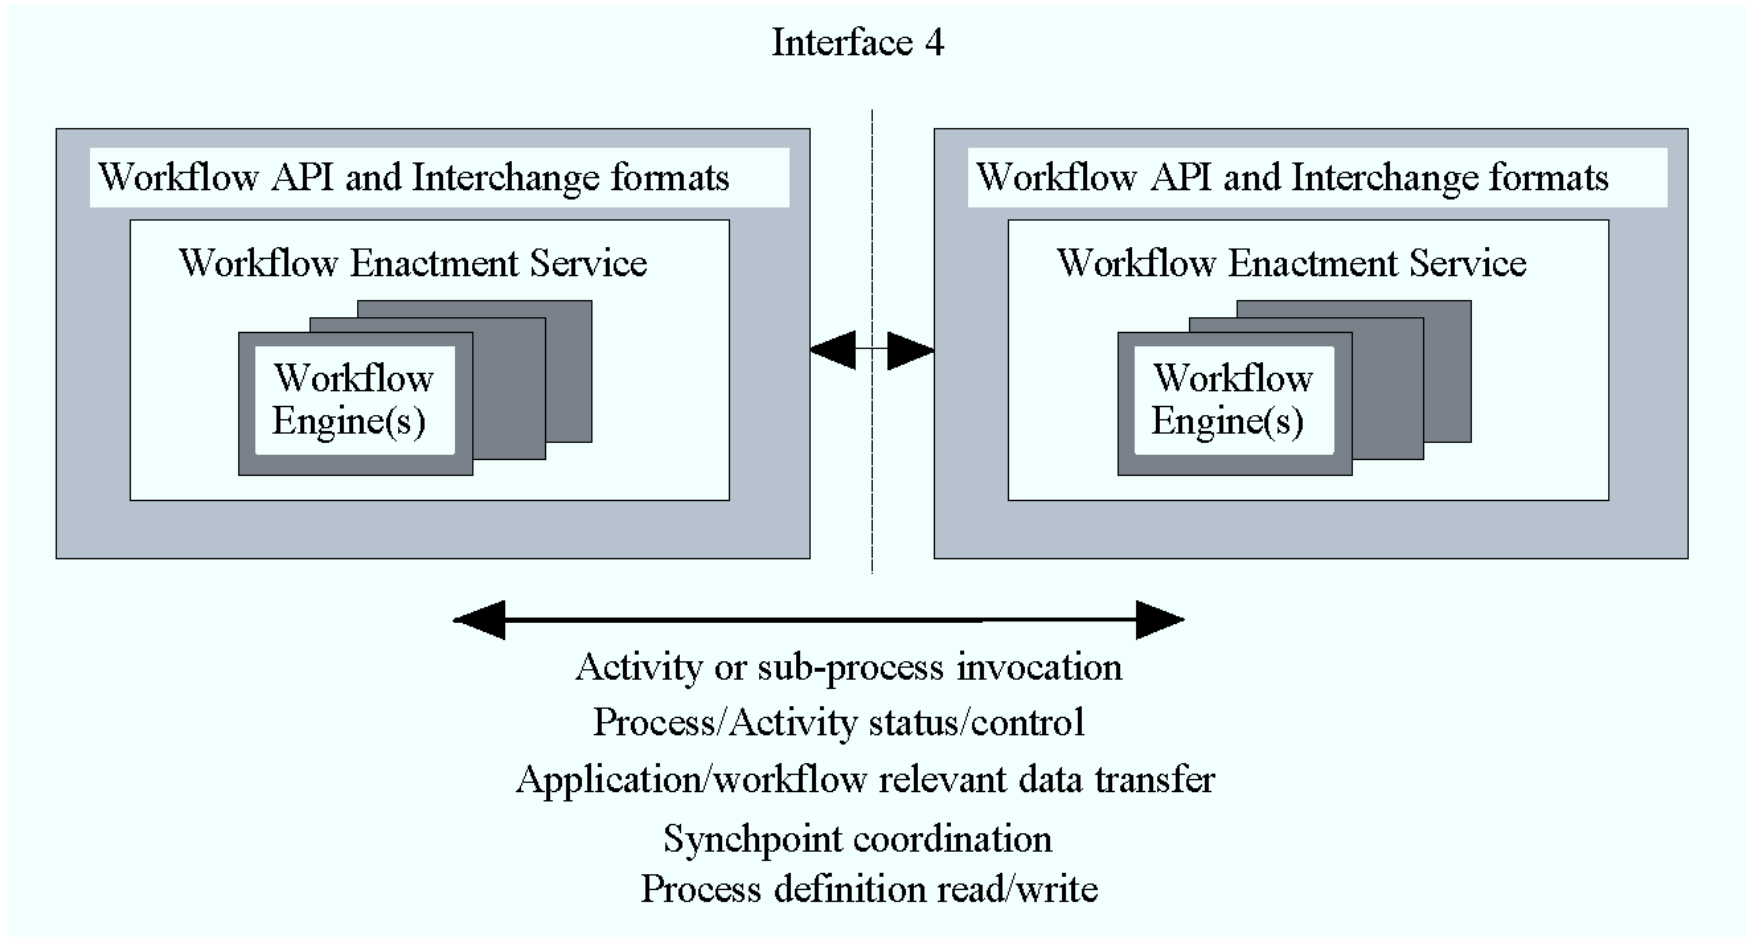 Interface 4
Workflow API and Interchange formats
Workflow Enactment Service
Workflow
Engine(s)
Workflow API and Interchange formats
Workflow Enactment Service
Workflow
Engine(s)
Activity or sub-process invocation
Process/Activity status/control
Application/workflow relevant data transfer
Synchpoint coordination
Process definition read/write